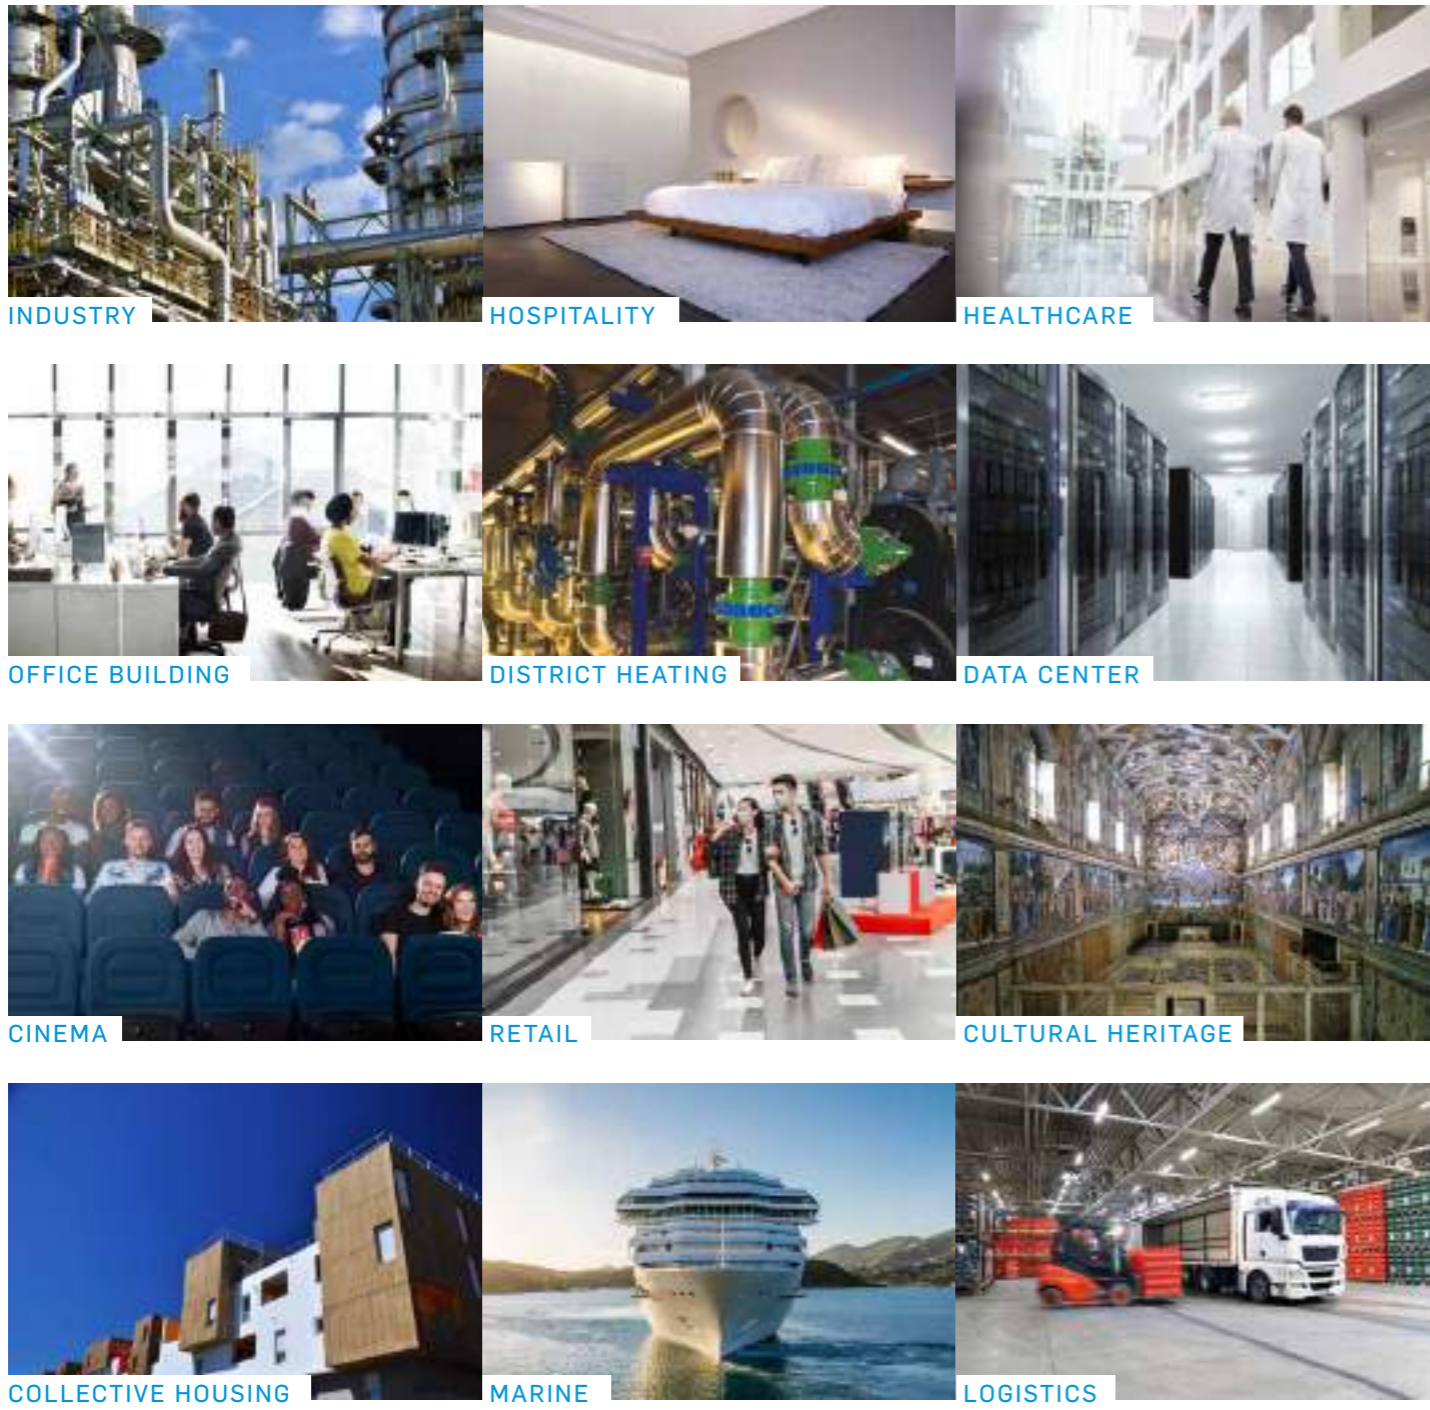 INDUSTRY
HOSPITALITY
HEALTHCARE
OFFICE BUILDING
DISTRICT HEATING
DATA CENTER
CINEMA
RETAIL
CULTURAL HERITAGE
COLLECTIVE HOUSING
MARINE
LOGISTICS